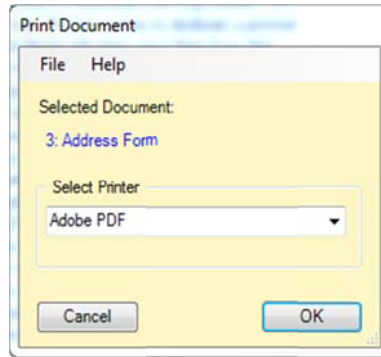 Print Document
File Help
Selected Document:
3: Address Form
Select Printer
Adobe PDF
Cancel OK